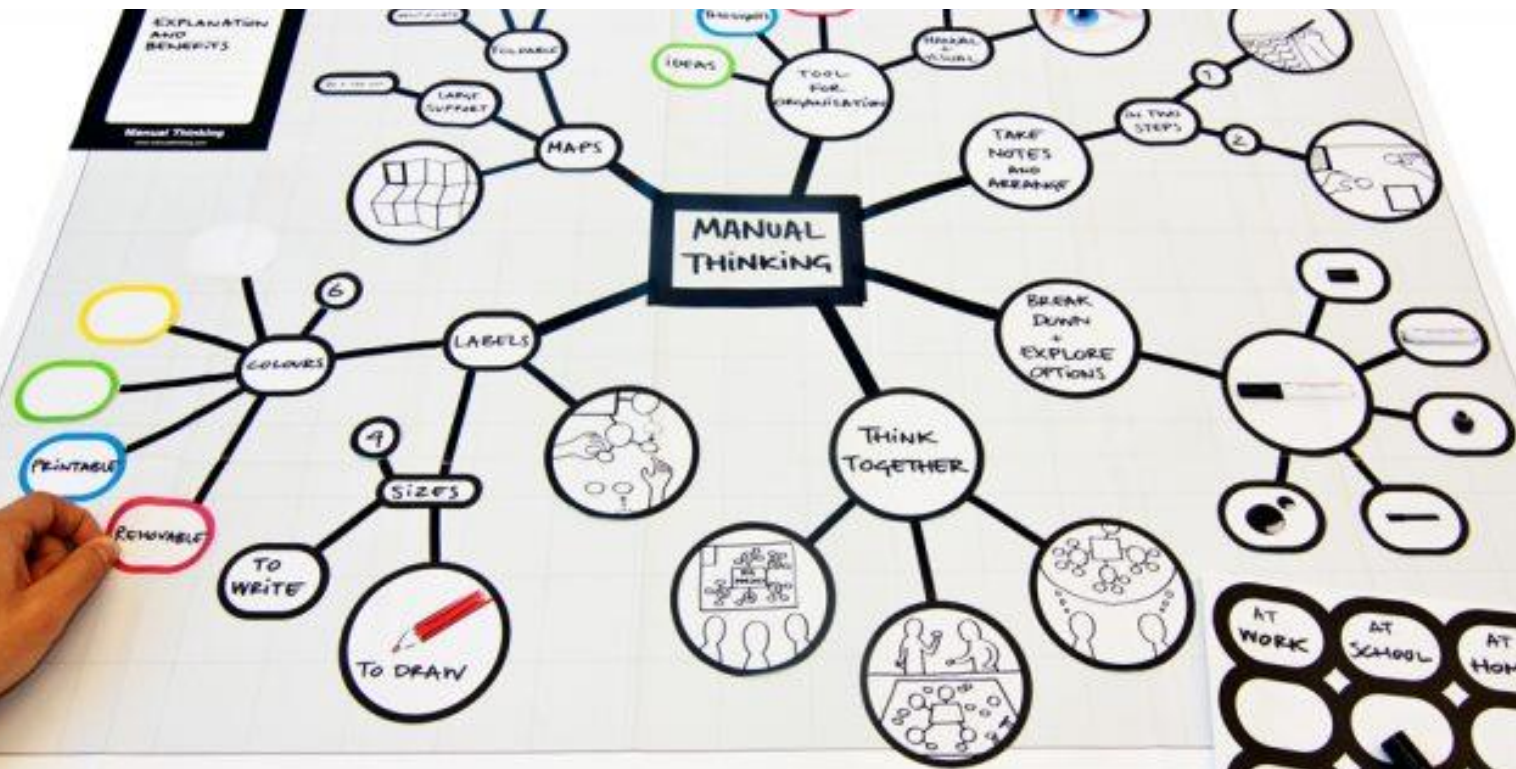 EXPLANATION
AND
BENEFITS
Manual Thinking
FOLDABLE
LARGE
SUPPORT
MAPS
IDEAS
TOOL
FOR
ORGANISATION
MANUAL
+
VISUAL
TAKE
NOTES
AND
ARRANGE
IN TWO
STEPS
1
2
MANUAL
THINKING
LABELS
COLOURS
6
PRINTABLE
REMOVABLE
4
SIZES
TO
WRITE
TO DRAW
THINK
TOGETHER
BREAK
DOWN
+
EXPLORE
OPTIONS
AT
WORK
AT
SCHOOL
AT